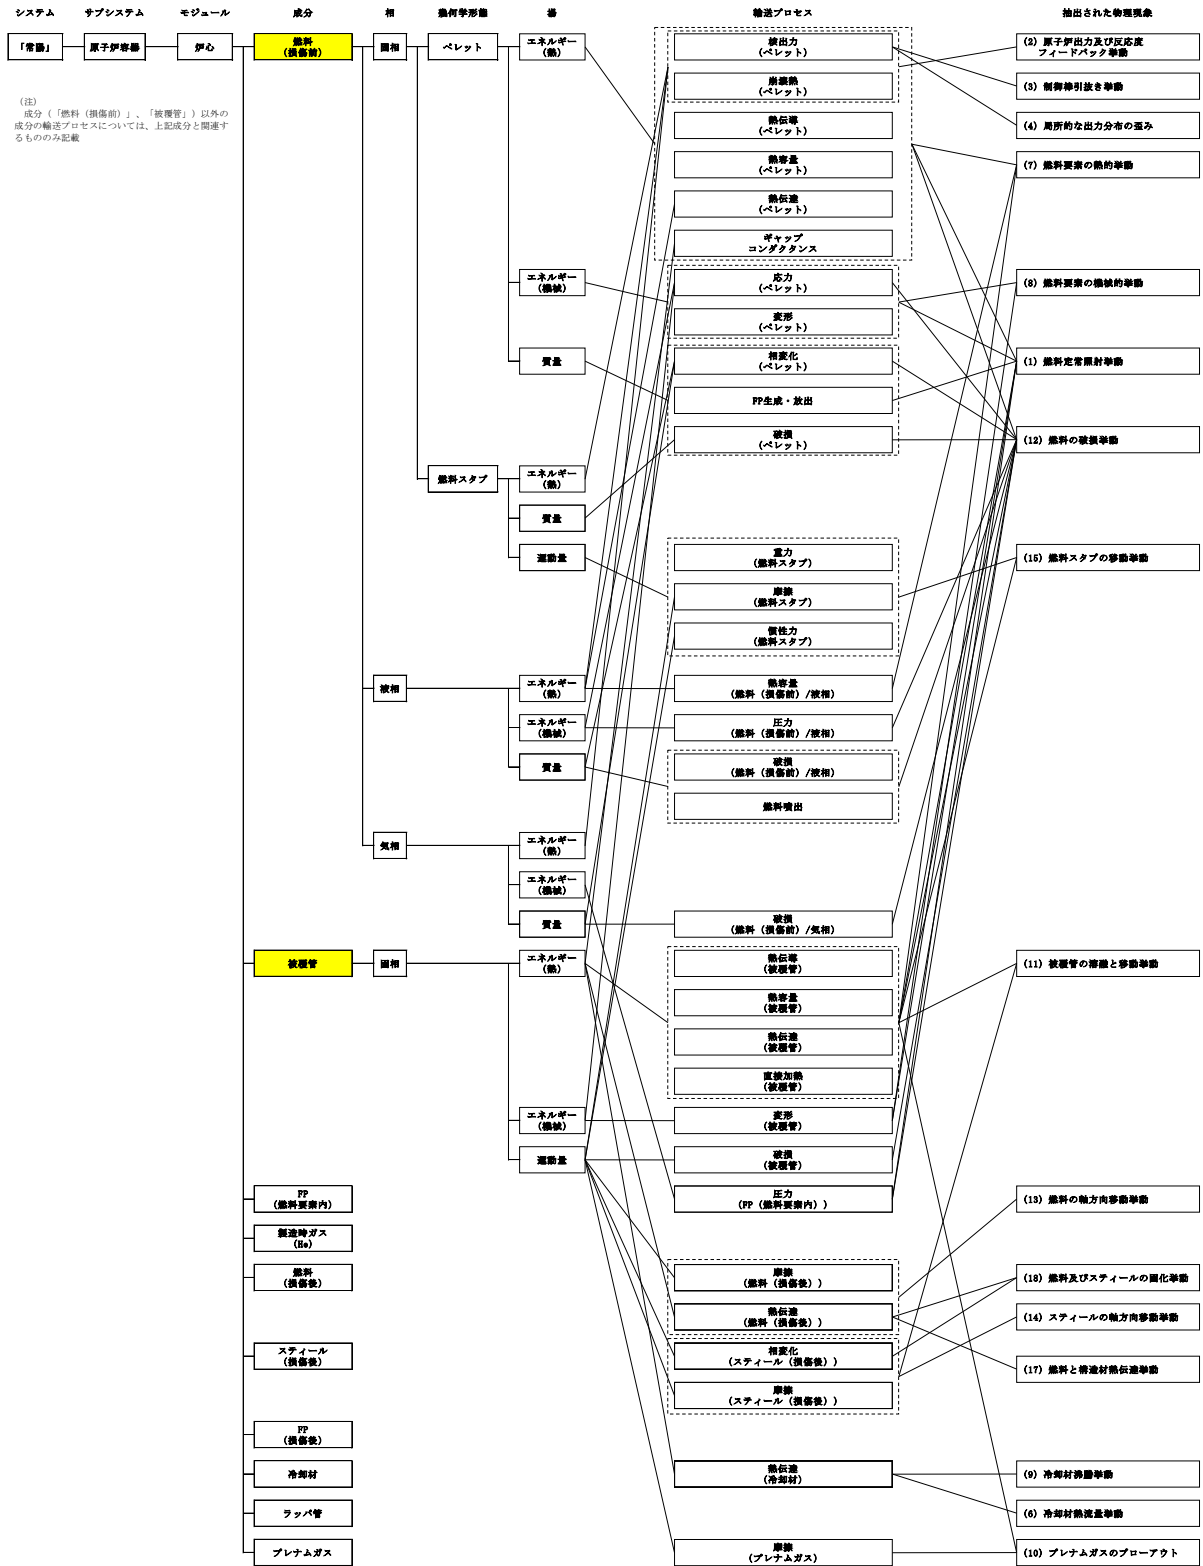 システム サブシステム モジュール 成分 相 幾何学形態 場 輸送プロセス 抽出された物理現象
「常陽」 原子炉容器 炉心
燃料
(損傷前)
固相 ペレット
エネルギー
(熱)
核出力
(ペレット)
(2) 原子炉出力及び反応度
フィードバック挙動
(注)
成分(「燃料(損傷前)」、「被覆管」)以外の
成分の輸送プロセスについては、上記成分と関連す
るもののみ記載
崩壊熱
(ペレット)
(3) 制御棒引抜き挙動
熱伝導
(ペレット)
(4) 局所的な出力分布の歪み
熱容量
(ペレット)
(7) 燃料要素の熱的挙動
熱伝達
(ペレット)
ギャップ
コンダクタンス
エネルギー
(機械)
応力
(ペレット)
(8) 燃料要素の機械的挙動
変形
(ペレット)
質量
相変化
(ペレット)
(1) 燃料定常照射挙動
FP生成・放出
破損
(ペレット)
(12) 燃料の破損挙動
燃料スタブ
エネルギー
(熱)
質量
運動量
重力
(燃料スタブ)
(15) 燃料スタブの移動挙動
摩擦
(燃料スタブ)
慣性力
(燃料スタブ)
液相
エネルギー
(熱)
熱容量
(燃料(損傷前)/液相)
エネルギー
(機械)
圧力
(燃料(損傷前)/液相)
質量
破損
(燃料(損傷前)/液相)
燃料噴出
気相
エネルギー
(熱)
エネルギー
(機械)
質量
破損
(燃料(損傷前)/気相)
被覆管
固相
エネルギー
(熱)
熱伝導
(被覆管)
(11) 被覆管の溶融と移動挙動
熱容量
(被覆管)
熱伝達
(被覆管)
直接加熱
(被覆管)
エネルギー
(機械)
変形
(被覆管)
運動量
破損
(被覆管)
FP
(燃料要素内)
圧力
(FP(燃料要素内))
(13) 燃料の軸方向移動挙動
製造時ガス
(He)
燃料
(損傷後)
摩擦
(燃料(損傷後))
(18) 燃料及びスティールの固化挙動
熱伝達
(燃料(損傷後))
(14) スティールの軸方向移動挙動
スティール
(損傷後)
相変化
(スティール(損傷後))
(17) 燃料と構造材熱伝達挙動
摩擦
(スティール(損傷後))
FP
(損傷後)
冷却材
熱伝達
(冷却材)
(9) 冷却材沸騰挙動
ラッパ管
(6) 冷却材熱流量挙動
プレナムガス
摩擦
(プレナムガス)
(10) プレナムガスのブローアウト